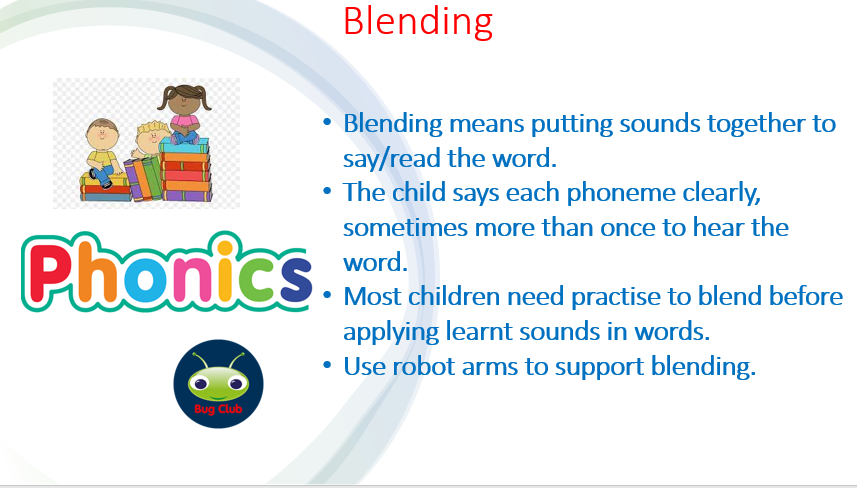 Blending
• Blending means putting sounds together to
say/read the word.
• The child says each phoneme clearly,
sometimes more than once to hear the
word.
• Most children need practise to blend before
applying learnt sounds in words.
• Use robot arms to support blending.
Phonics
Bug Club